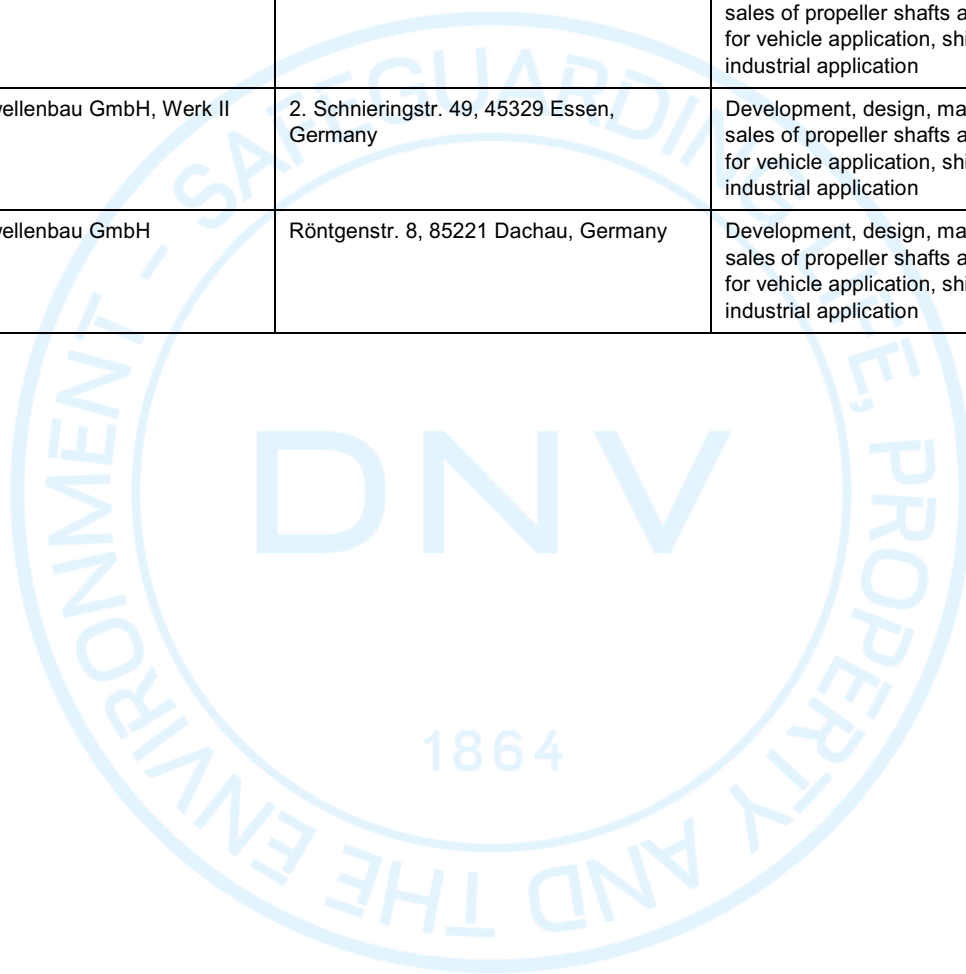 sales of propeller shafts a
for vehicle application, shi
industrial application
ellenbau GmbH, Werk II
2. Schnieringstr. 49, 45329 Essen,
Germany
Development, design, ma
sales of propeller shafts a
for vehicle application, shi
industrial application
ellenbau GmbH
Röntgenstr. 8, 85221 Dachau, Germany
Development, design, ma
sales of propeller shafts a
for vehicle application, shi
industrial application
SAFEGUARDING LIFE, PROPERTY AND THE ENVIRONMENT -
DNV
1864